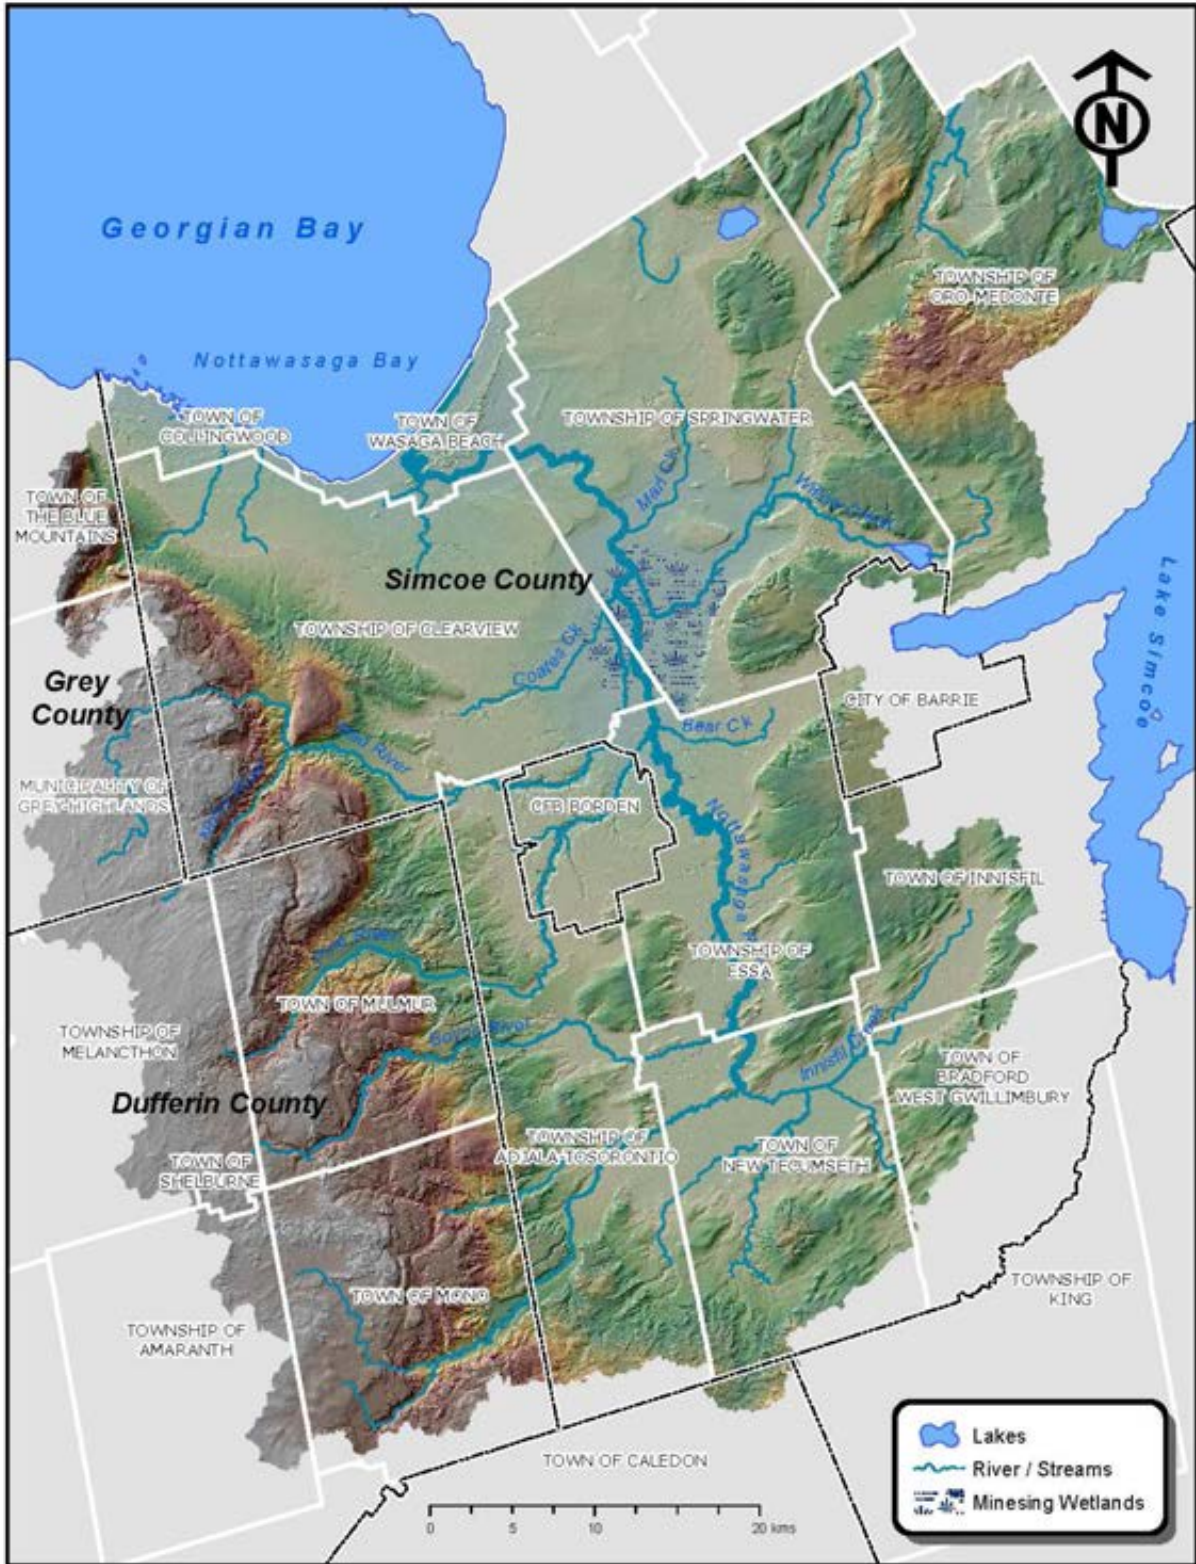 N
Georgian Bay
Nottawasaga Bay
TOWNSHIP OF
ORO-MEDONTE
TOWN OF
COLLINGWOOD
TOWN OF
WASAGA BEACH
TOWNSHIP OF SPRINGWATER
Marl Ck
Willow Creek
TOWN OF
THE BLUE
MOUNTAINS
Simcoe County
TOWNSHIP OF CLEARVIEW
Coates Ck
Lake Simcoe
Grey
County
CITY OF BARRIE
Bear Ck
Mad River
MUNICIPALITY OF
GREY HIGHLANDS
CFB BORDEN
Nottawasaga R
TOWN OF INNISFIL
TOWNSHIP OF
ESSA
Pine River
TOWN OF MULMUR
TOWNSHIP OF
MELANCTHON
Boyne River
Innisfil Creek
TOWN OF
BRADFORD
WEST GWILLIMBURY
Dufferin County
TOWNSHIP OF
ADJALA-TOSORONTIO
TOWN OF
NEW TECUMSETH
TOWN OF
SHELBURNE
TOWN OF MONO
TOWNSHIP OF
KING
TOWNSHIP OF
AMARANTH
TOWN OF CALEDON
Lakes
River / Streams
Minesing Wetlands
0 5 10 20 kms